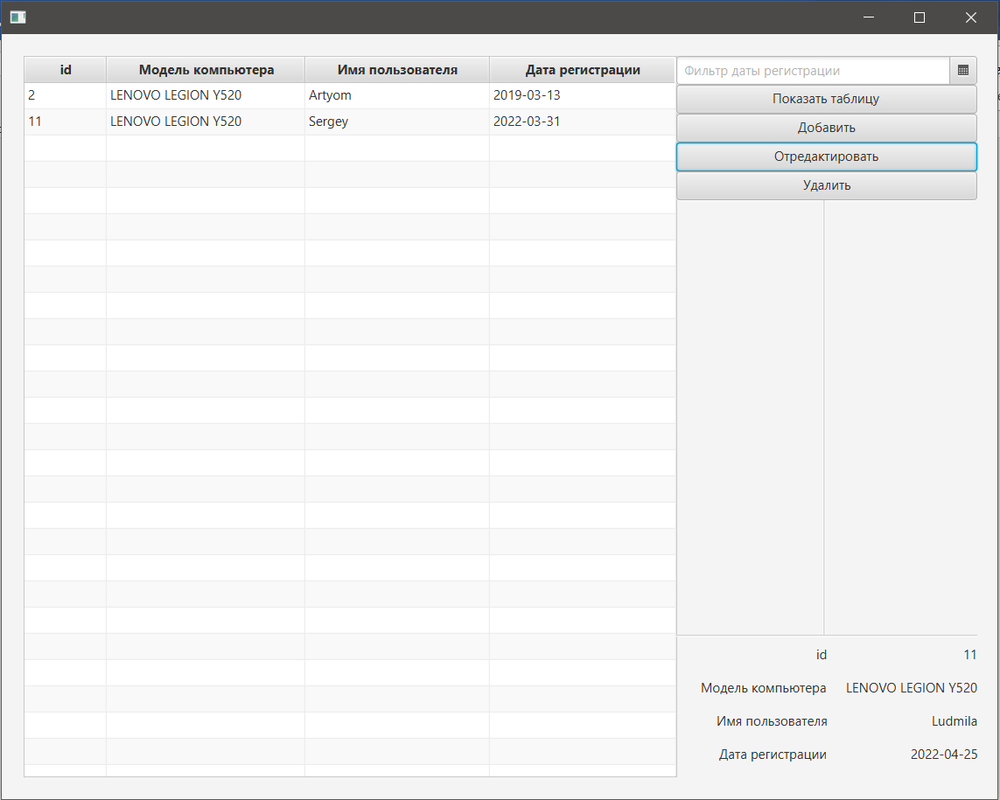 id Модель компьютера Имя пользователя Дата регистрации
2 LENOVO LEGION Y520 Artyom 2019-03-13
11 LENOVO LEGION Y520 Sergey 2022-03-31
Фильтр даты регистрации
Показать таблицу
Добавить
Отредактировать
Удалить
id 11
Модель компьютера LENOVO LEGION Y520
Имя пользователя Ludmila
Дата регистрации 2022-04-25